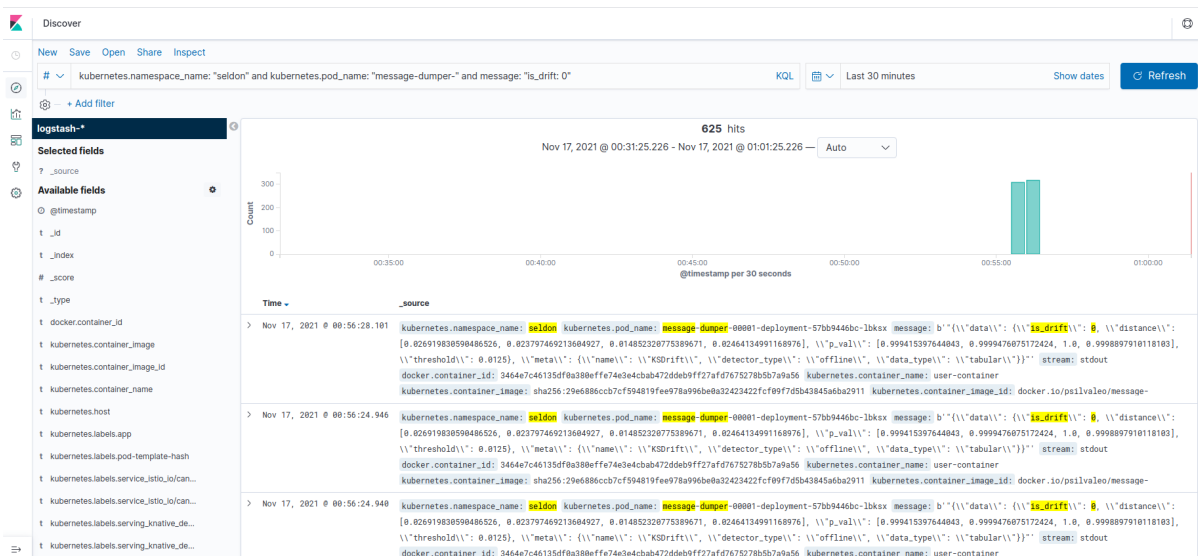 Discover
New Save Open Share Inspect
# kubernetes.namespace_name: "seldon" and kubernetes.pod_name: "message-dumper-" and message: "is_drift: 0" KQL Last 30 minutes Show dates Refresh
+ Add filter
logstash-*
Selected fields
? _source
Available fields
@timestamp
t _id
t _index
# _score
t _type
t docker.container_id
t kubernetes.container_image
t kubernetes.container_image_id
t kubernetes.container_name
t kubernetes.host
t kubernetes.labels.app
t kubernetes.labels.pod-template-hash
t kubernetes.labels.service_istio_io/can...
t kubernetes.labels.service_istio_io/can...
t kubernetes.labels.serving_knative_de...
t kubernetes.labels.serving_knative_de...
625 hits
Nov 17, 2021 @ 00:31:25.226 - Nov 17, 2021 @ 01:01:25.226 — Auto
Count
300
200
100
0
00:35:00 00:40:00 00:45:00 00:50:00 00:55:00 01:00:00
@timestamp per 30 seconds
Time _source
Nov 17, 2021 @ 00:56:28.101 kubernetes.namespace_name: seldon kubernetes.pod_name: message-dumper-00001-deployment-57bb9446bc-lbksx message: b'"{\\"data\\": {\\"is_drift\\": 0, \\"distance\\":
[0.026919830590486526, 0.023797469213604927, 0.014852320775389671, 0.02464134991168976], \\"p_val\\": [0.999415397644043, 0.9999476075172424, 1.0, 0.9998897910118103],
\\"threshold\\": 0.0125}, \\"meta\\": {\\"name\\": \\"KSDrift\\", \\"detector_type\\": \\"offline\\", \\"data_type\\": \\"tabular\\"}}"' stream: stdout
docker.container_id: 3464e7c46135df0a380effe74e3e4cbab472ddeb9ff27afd7675278b5b7a9a56 kubernetes.container_name: user-container
kubernetes.container_image: sha256:29e6886ccb7cf594819fee978a996be0a32423422fcf09f7d5b43845a6ba2911 kubernetes.container_image_id: docker.io/psilvaleo/message-
Nov 17, 2021 @ 00:56:24.946 kubernetes.namespace_name: seldon kubernetes.pod_name: message-dumper-00001-deployment-57bb9446bc-lbksx message: b'"{\\"data\\": {\\"is_drift\\": 0, \\"distance\\":
[0.026919830590486526, 0.023797469213604927, 0.014852320775389671, 0.02464134991168976], \\"p_val\\": [0.999415397644043, 0.9999476075172424, 1.0, 0.9998897910118103],
\\"threshold\\": 0.0125}, \\"meta\\": {\\"name\\": \\"KSDrift\\", \\"detector_type\\": \\"offline\\", \\"data_type\\": \\"tabular\\"}}"' stream: stdout
docker.container_id: 3464e7c46135df0a380effe74e3e4cbab472ddeb9ff27afd7675278b5b7a9a56 kubernetes.container_name: user-container
kubernetes.container_image: sha256:29e6886ccb7cf594819fee978a996be0a32423422fcf09f7d5b43845a6ba2911 kubernetes.container_image_id: docker.io/psilvaleo/message-
Nov 17, 2021 @ 00:56:24.940 kubernetes.namespace_name: seldon kubernetes.pod_name: message-dumper-00001-deployment-57bb9446bc-lbksx message: b'"{\\"data\\": {\\"is_drift\\": 0, \\"distance\\":
[0.026919830590486526, 0.023797469213604927, 0.014852320775389671, 0.02464134991168976], \\"p_val\\": [0.999415397644043, 0.9999476075172424, 1.0, 0.9998897910118103],
\\"threshold\\": 0.0125}, \\"meta\\": {\\"name\\": \\"KSDrift\\", \\"detector_type\\": \\"offline\\", \\"data_type\\": \\"tabular\\"}}"' stream: stdout
docker.container_id: 3464e7c46135df0a380effe74e3e4cbab472ddeb9ff27afd7675278b5b7a9a56 kubernetes.container_name: user-container